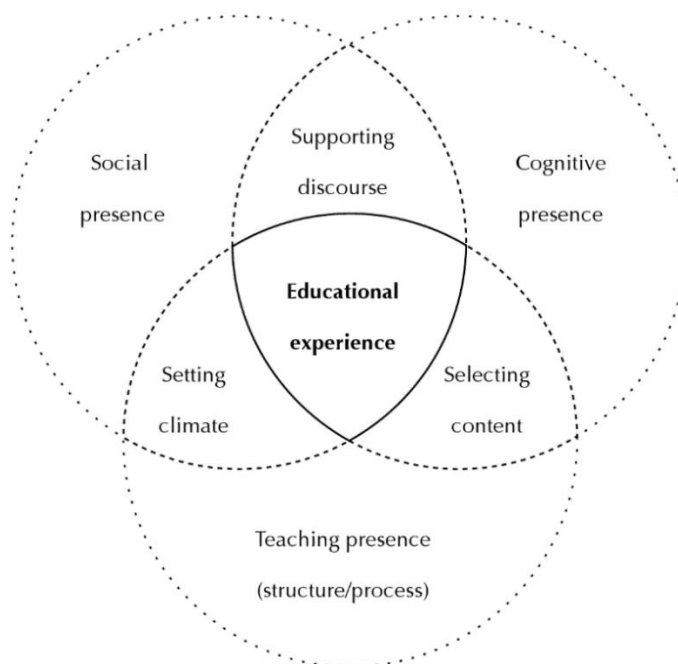 Supporting
discourse
Social
presence
Cognitive
presence
Educational
experience
Setting
climate
Selecting
content
Teaching presence
(structure/process)